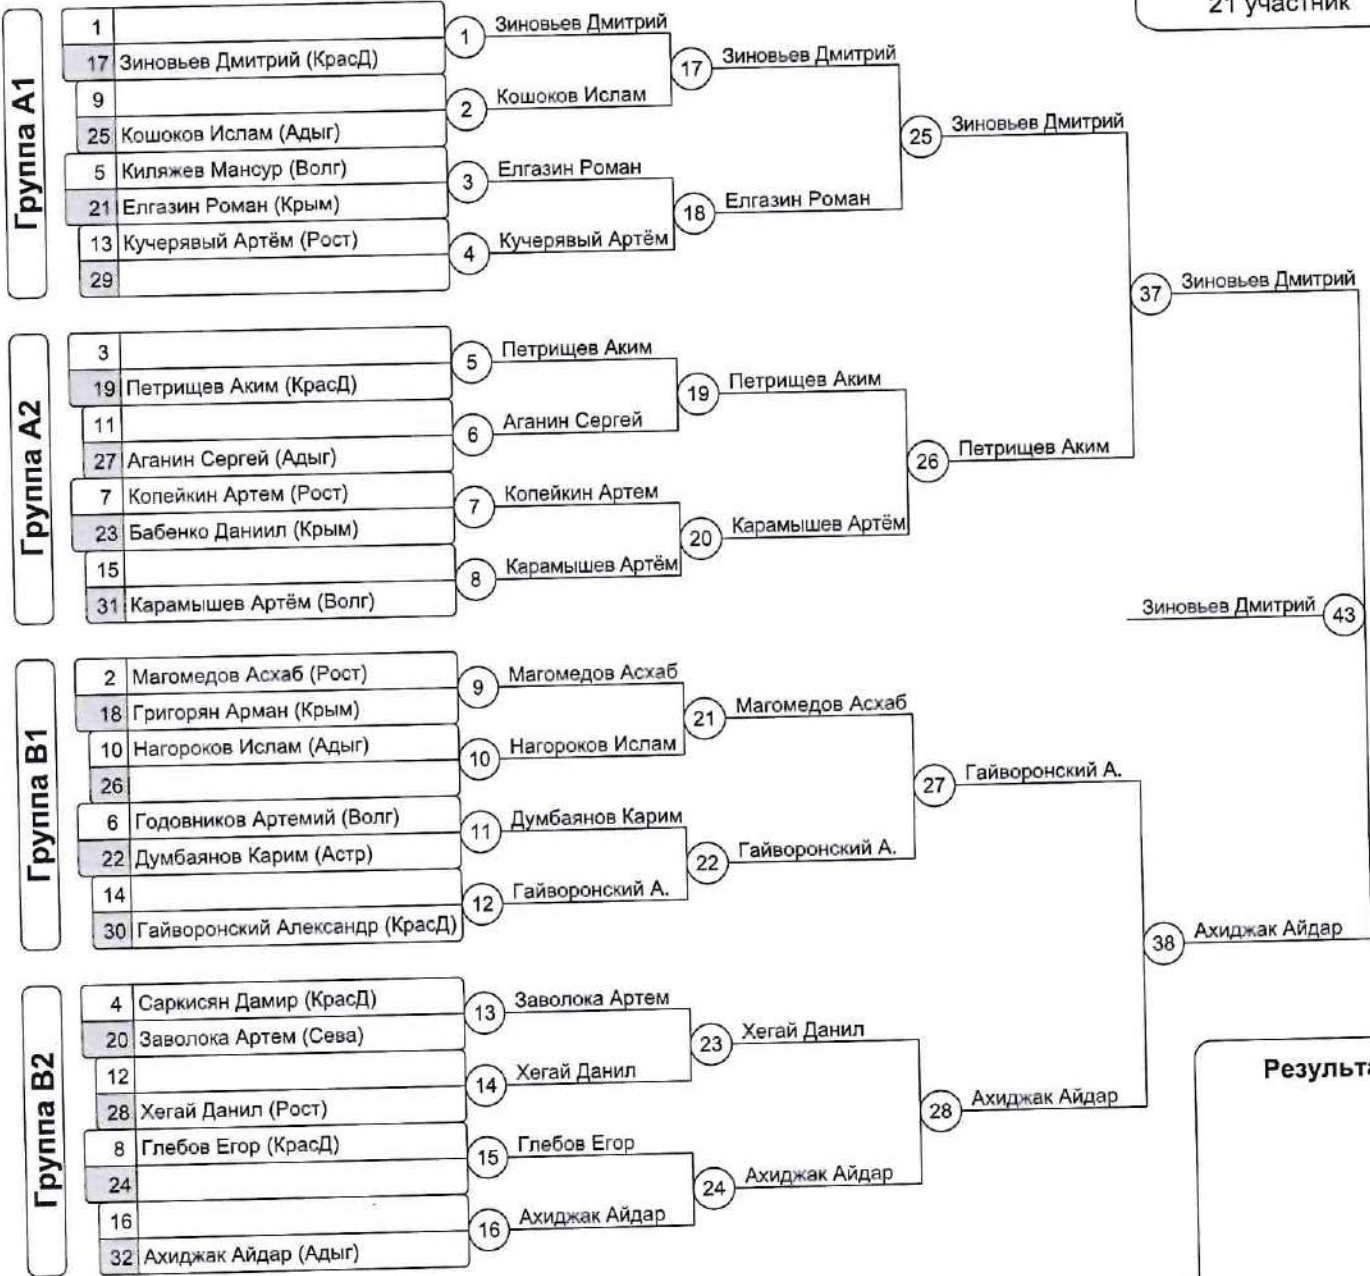 21 участник
Группа А1
1
17 Зиновьев Дмитрий (КрасД)
9
25 Кошоков Ислам (Адыг)
5 Киляжев Мансур (Волг)
21 Елгазин Роман (Крым)
13 Кучерявый Артём (Рост)
29
1 Зиновьев Дмитрий
2 Кошоков Ислам
3 Елгазин Роман
4 Кучерявый Артём
17 Зиновьев Дмитрий
18 Елгазин Роман
25 Зиновьев Дмитрий
Группа А2
3
19 Петрищев Аким (КрасД)
11
27 Аганин Сергей (Адыг)
7 Копейкин Артем (Рост)
23 Бабенко Даниил (Крым)
15
31 Карамышев Артём (Волг)
5 Петрищев Аким
6 Аганин Сергей
7 Копейкин Артем
8 Карамышев Артём
19 Петрищев Аким
20 Карамышев Артём
26 Петрищев Аким
37 Зиновьев Дмитрий
Зиновьев Дмитрий 43
Группа В1
2 Магомедов Асхаб (Рост)
18 Григорян Арман (Крым)
10 Нагороков Ислам (Адыг)
26
6 Годовников Артемий (Волг)
22 Думбаянов Карим (Астр)
14
30 Гайворонский Александр (КрасД)
9 Магомедов Асхаб
10 Нагороков Ислам
11 Думбаянов Карим
12 Гайворонский А.
21 Магомедов Асхаб
22 Гайворонский А.
27 Гайворонский А.
Группа В2
4 Саркисян Дамир (КрасД)
20 Заволока Артем (Сева)
12
28 Хегай Данил (Рост)
8 Глебов Егор (КрасД)
24
16
32 Ахиджак Айдар (Адыг)
13 Заволока Артем
14 Хегай Данил
15 Глебов Егор
16 Ахиджак Айдар
23 Хегай Данил
24 Ахиджак Айдар
28 Ахиджак Айдар
38 Ахиджак Айдар
Результа